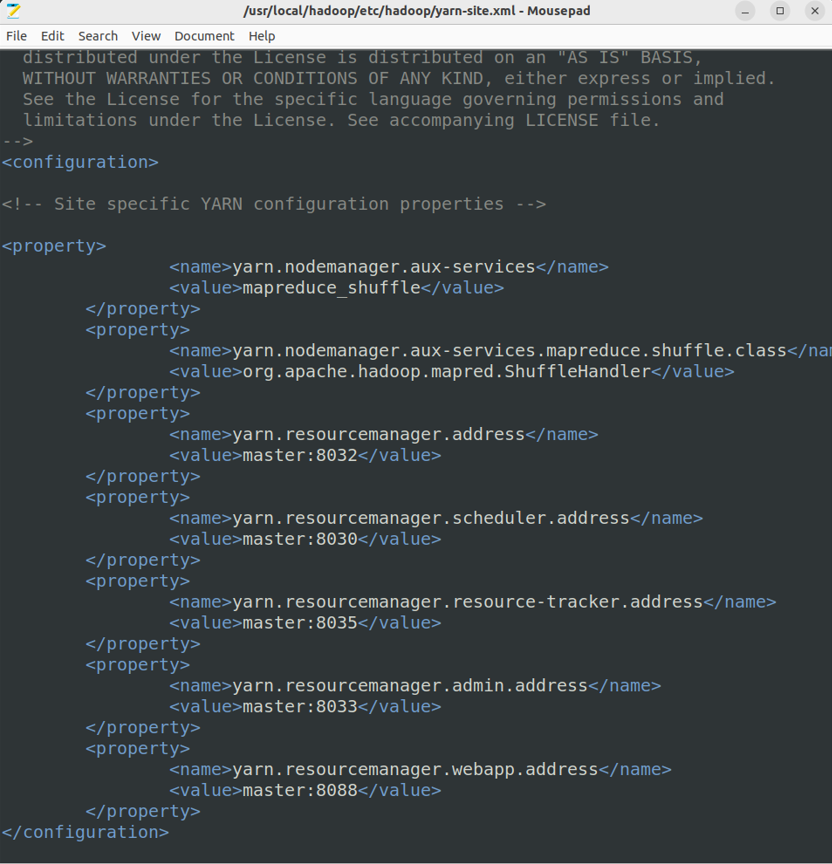 /usr/local/hadoop/etc/hadoop/yarn-site.xml - Mousepad
File Edit Search View Document Help
distributed under the License is distributed on an "AS IS" BASIS,
WITHOUT WARRANTIES OR CONDITIONS OF ANY KIND, either express or implied.
See the License for the specific language governing permissions and
limitations under the License. See accompanying LICENSE file.
-->
<configuration>
<!-- Site specific YARN configuration properties -->
<property>
<name>yarn.nodemanager.aux-services</name>
<value>mapreduce_shuffle</value>
</property>
<property>
<name>yarn.nodemanager.aux-services.mapreduce.shuffle.class</nam
<value>org.apache.hadoop.mapred.ShuffleHandler</value>
</property>
<property>
<name>yarn.resourcemanager.address</name>
<value>master:8032</value>
</property>
<property>
<name>yarn.resourcemanager.scheduler.address</name>
<value>master:8030</value>
</property>
<property>
<name>yarn.resourcemanager.resource-tracker.address</name>
<value>master:8035</value>
</property>
<property>
<name>yarn.resourcemanager.admin.address</name>
<value>master:8033</value>
</property>
<property>
<name>yarn.resourcemanager.webapp.address</name>
<value>master:8088</value>
</property>
</configuration>